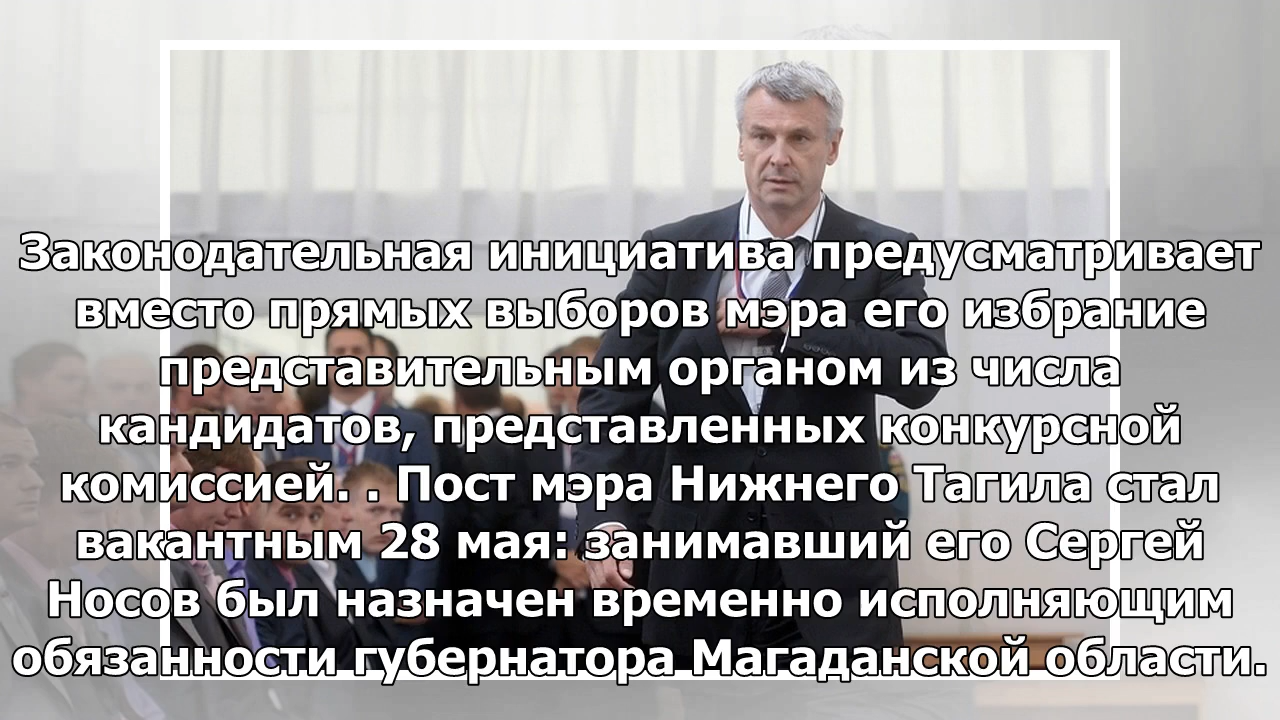 Законодательная инициатива предусматривает
вместо прямых выборов мэра его избрание
представительным органом из числа
кандидатов, представленных конкурсной
комиссией. . Пост мэра Нижнего Тагила стал
вакантным 28 мая: занимавший его Сергей
Носов был назначен временно исполняющим
обязанности губернатора Магаданской области.